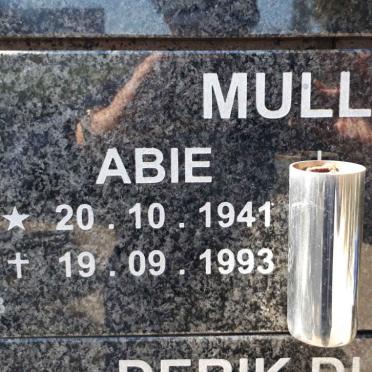 MULL
ABIE
★ 20 . 10 . 1941
† 19 . 09 . 1993